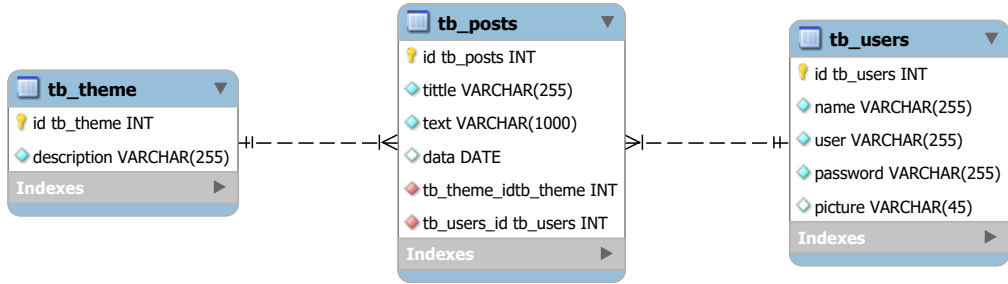 tb_theme
id tb_theme INT
description VARCHAR(255)
Indexes
tb_posts
id tb_posts INT
tittle VARCHAR(255)
text VARCHAR(1000)
data DATE
tb_theme_idtb_theme INT
tb_users_id tb_users INT
Indexes
tb_users
id tb_users INT
name VARCHAR(255)
user VARCHAR(255)
password VARCHAR(255)
picture VARCHAR(45)
Indexes